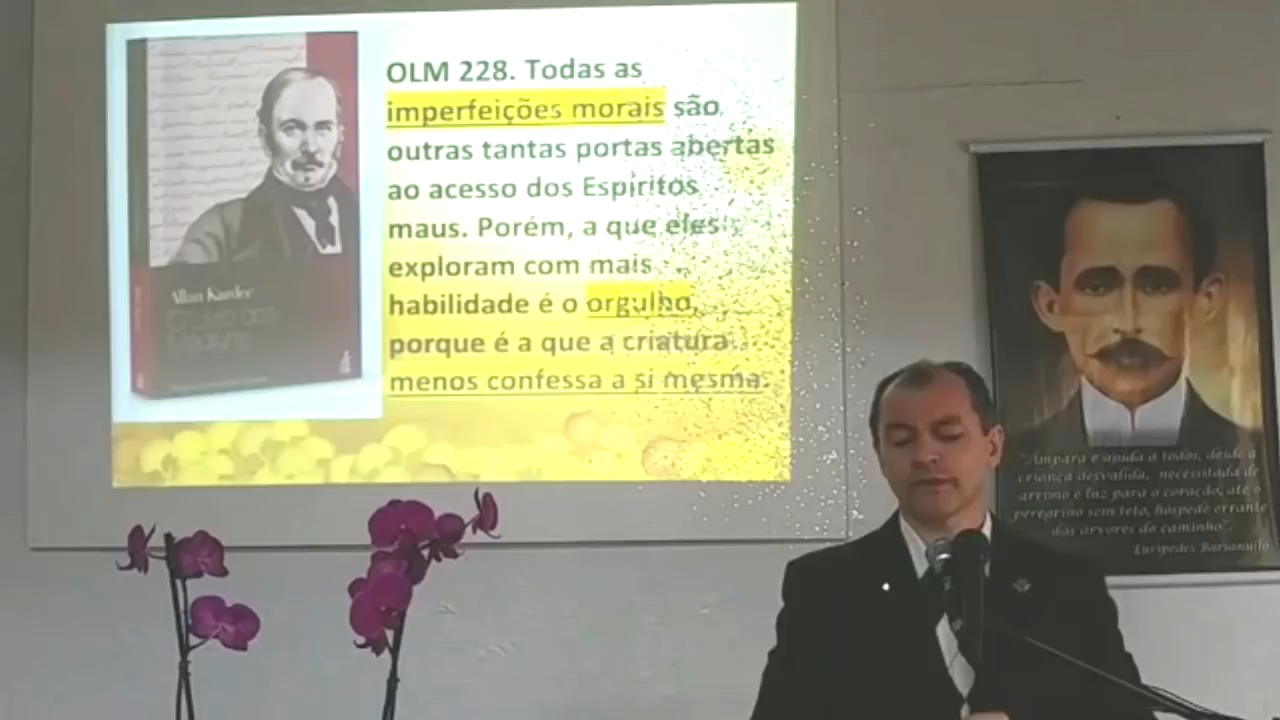 OLM 228. Todas as
imperfeições morais são
outras tantas portas abertas
ao acesso dos Espíritos
maus. Porém, a que eles
exploram com mais
habilidade é o orgulho,
porque é a que a criatura
menos confessa a si mesma.
Allan Kardec
"Ampara e ajuda a todos, desde a
criança desvalida, necessitada de
arrimo e luz para o coração, até o
peregrino sem teto, hóspede errante
das árvores do caminho".
Eurípedes Barsanulfo